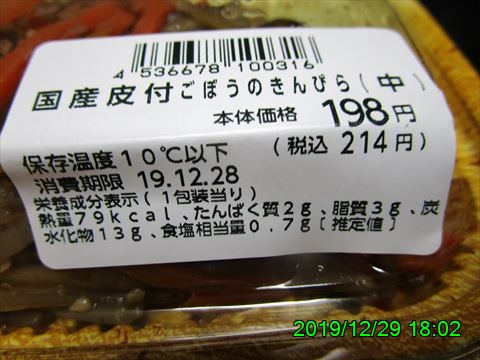 4 536678 100316
国産皮付ごぼうのきんぴら(中)
本体価格 198円
保存温度10℃以下 (税込 214円)
消費期限 19.12.28
栄養成分表示(1包装当り)
熱量79kcal、たんぱく質2g、脂質3g、炭
水化物13g、食塩相当量0.7g[推定値]
2019/12/29 18:02